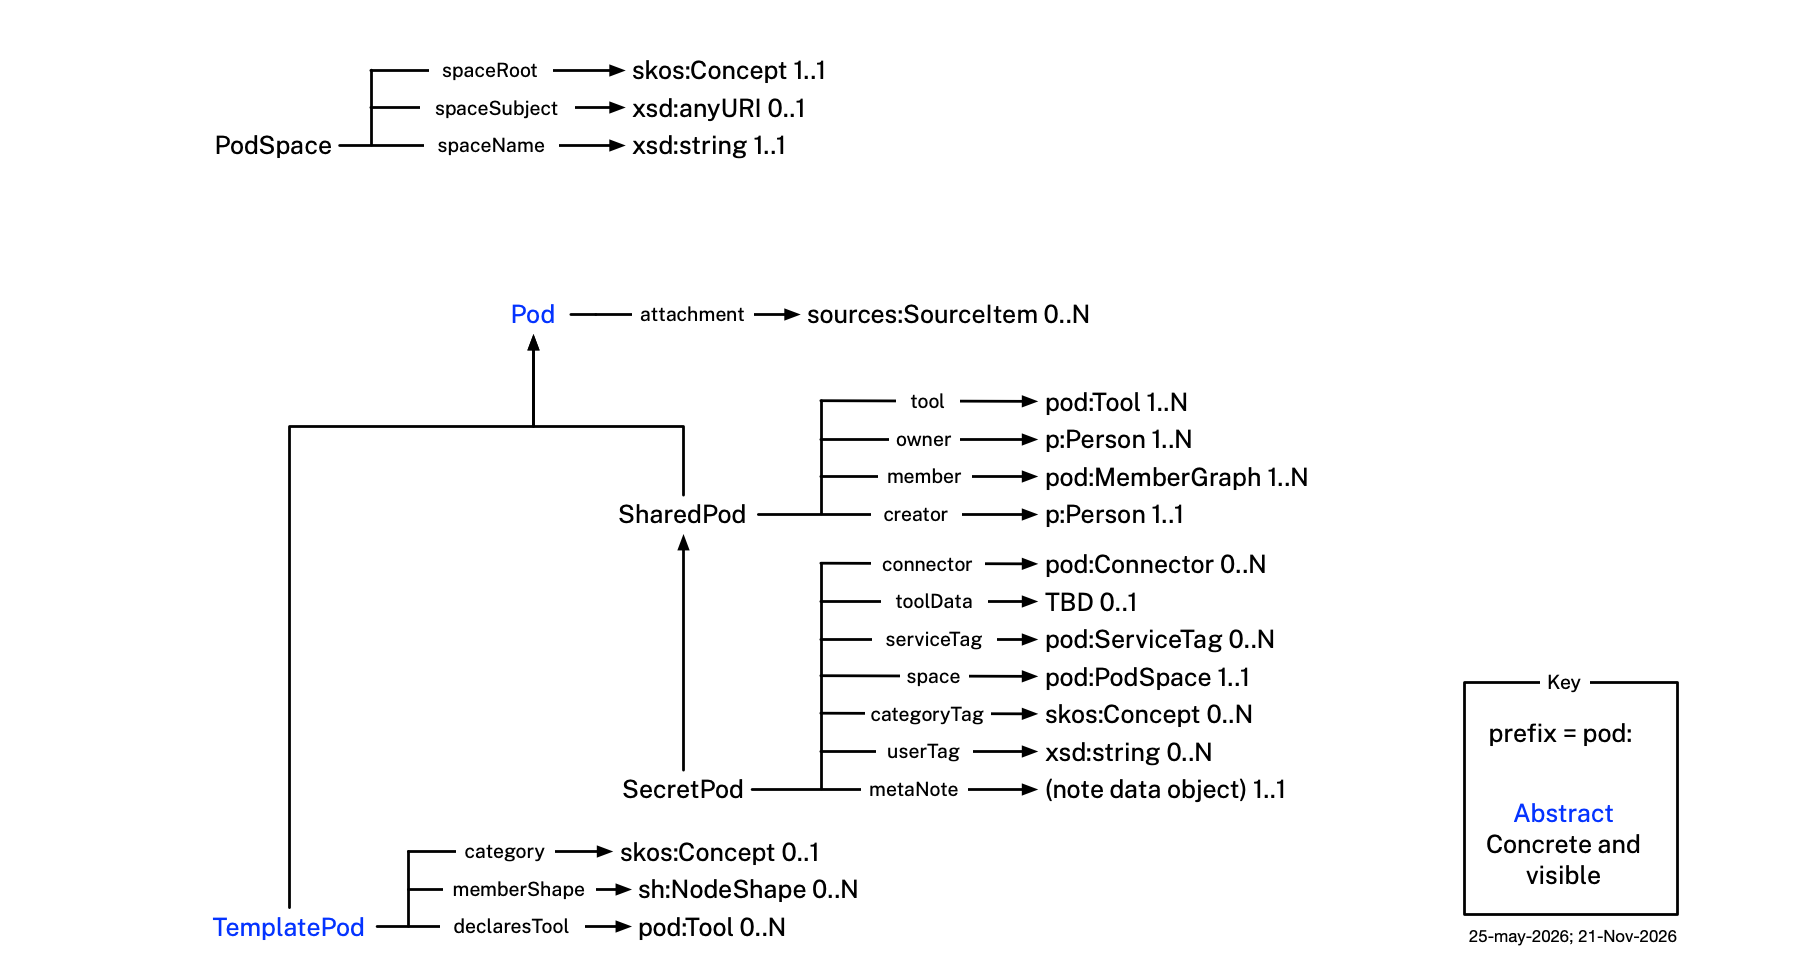 spaceRoot skos:Concept 1..1
spaceSubject xsd:anyURI 0..1
PodSpace spaceName xsd:string 1..1
Pod attachment sources:SourceItem 0..N
tool pod:Tool 1..N
owner p:Person 1..N
member pod:MemberGraph 1..N
SharedPod creator p:Person 1..1
connector pod:Connector 0..N
toolData TBD 0..1
serviceTag pod:ServiceTag 0..N
space pod:PodSpace 1..1
categoryTag skos:Concept 0..N
userTag xsd:string 0..N
SecretPod metaNote (note data object) 1..1
category skos:Concept 0..1
memberShape sh:NodeShape 0..N
TemplatePod declaresTool pod:Tool 0..N
Key
prefix = pod:
Abstract
Concrete and
visible
25-may-2026; 21-Nov-2026